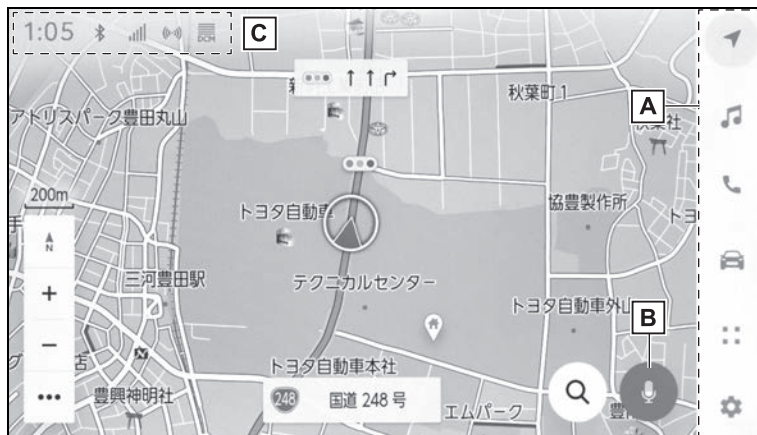 1:05
DCM
C
秋葉町1
A
アトリスパーク豊田丸山
200m
トヨタ自動車
協豊製作所
N
三河豊田駅
テクニカルセンター
トヨタ自動車外
B
トヨタ自動車本社
豊興神明社
248
国道 248 号
エムパーク